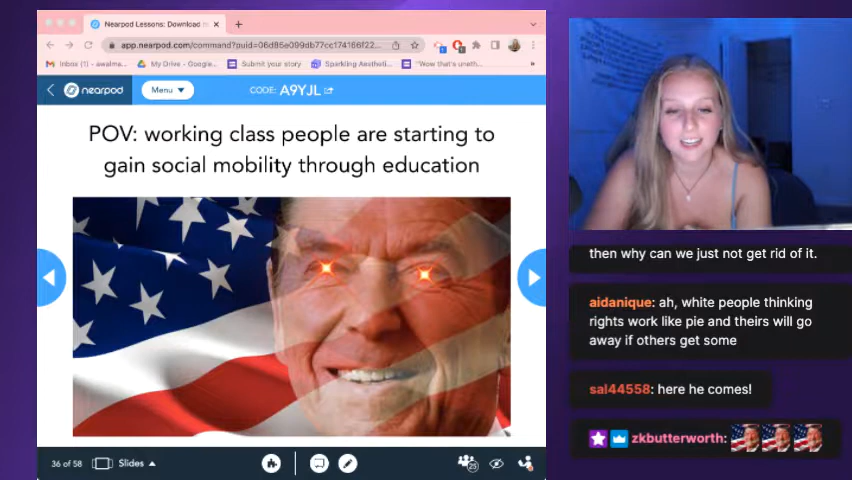 Nearpod Lessons: Download
app.nearpod.com/command?puid=06d85e099db77cc174166f22...
Inbox (1) - awalma...
My Drive - Google...
Submit your story
Sparkling Aestheti...
"Wow that's uneth...
»
nearpod
Menu
CODE: A9YJL
POV: working class people are starting to
gain social mobility through education
36 of 58
Slides
25
then why can we just not get rid of it.
aidanique: ah, white people thinking
rights work like pie and theirs will go
away if others get some
sal44558: here he comes!
zkbutterworth: